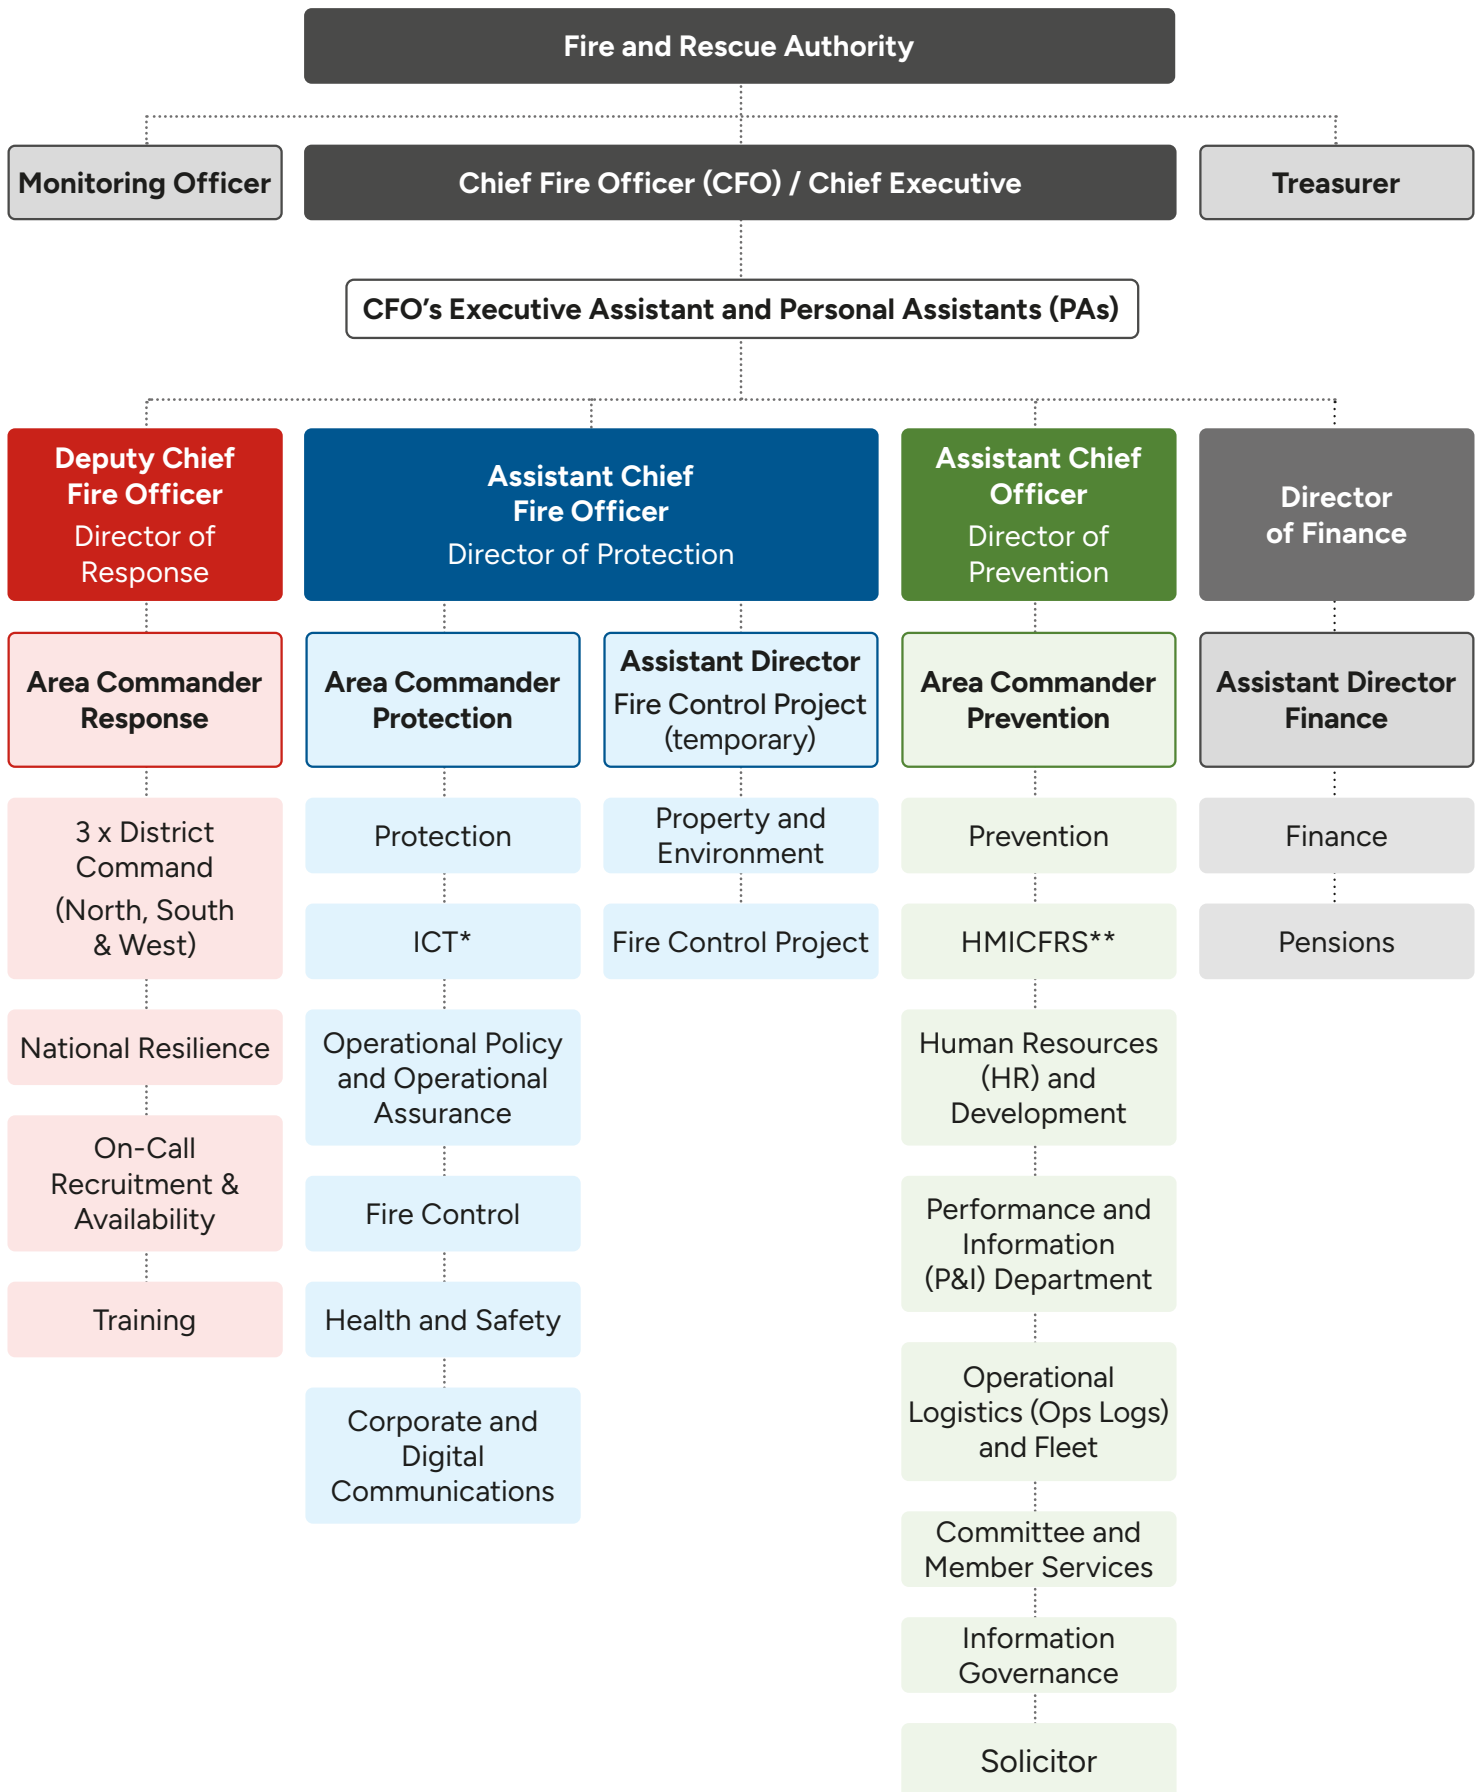 Fire and Rescue Authority
Monitoring Officer
Chief Fire Officer (CFO) / Chief Executive
Treasurer
CFO’s Executive Assistant and Personal Assistants (PAs)
Deputy Chief
Fire Officer
Director of
Response
Assistant Chief
Fire Officer
Director of Protection
Assistant Chief
Officer
Director of
Prevention
Director
of Finance
Area Commander
Response
Area Commander
Protection
Assistant Director
Fire Control Project
(temporary)
Area Commander
Prevention
Assistant Director
Finance
3 x District
Command
(North, South
& West)
National Resilience
On-Call
Recruitment &
Availability
Training
Protection
ICT*
Operational Policy
and Operational
Assurance
Fire Control
Health and Safety
Corporate and
Digital
Communications
Property and
Environment
Fire Control Project
Prevention
HMICFRS**
Human Resources
(HR) and
Development
Performance and
Information
(P&I) Department
Operational
Logistics (Ops Logs)
and Fleet
Committee and
Member Services
Information
Governance
Solicitor
Finance
Pensions